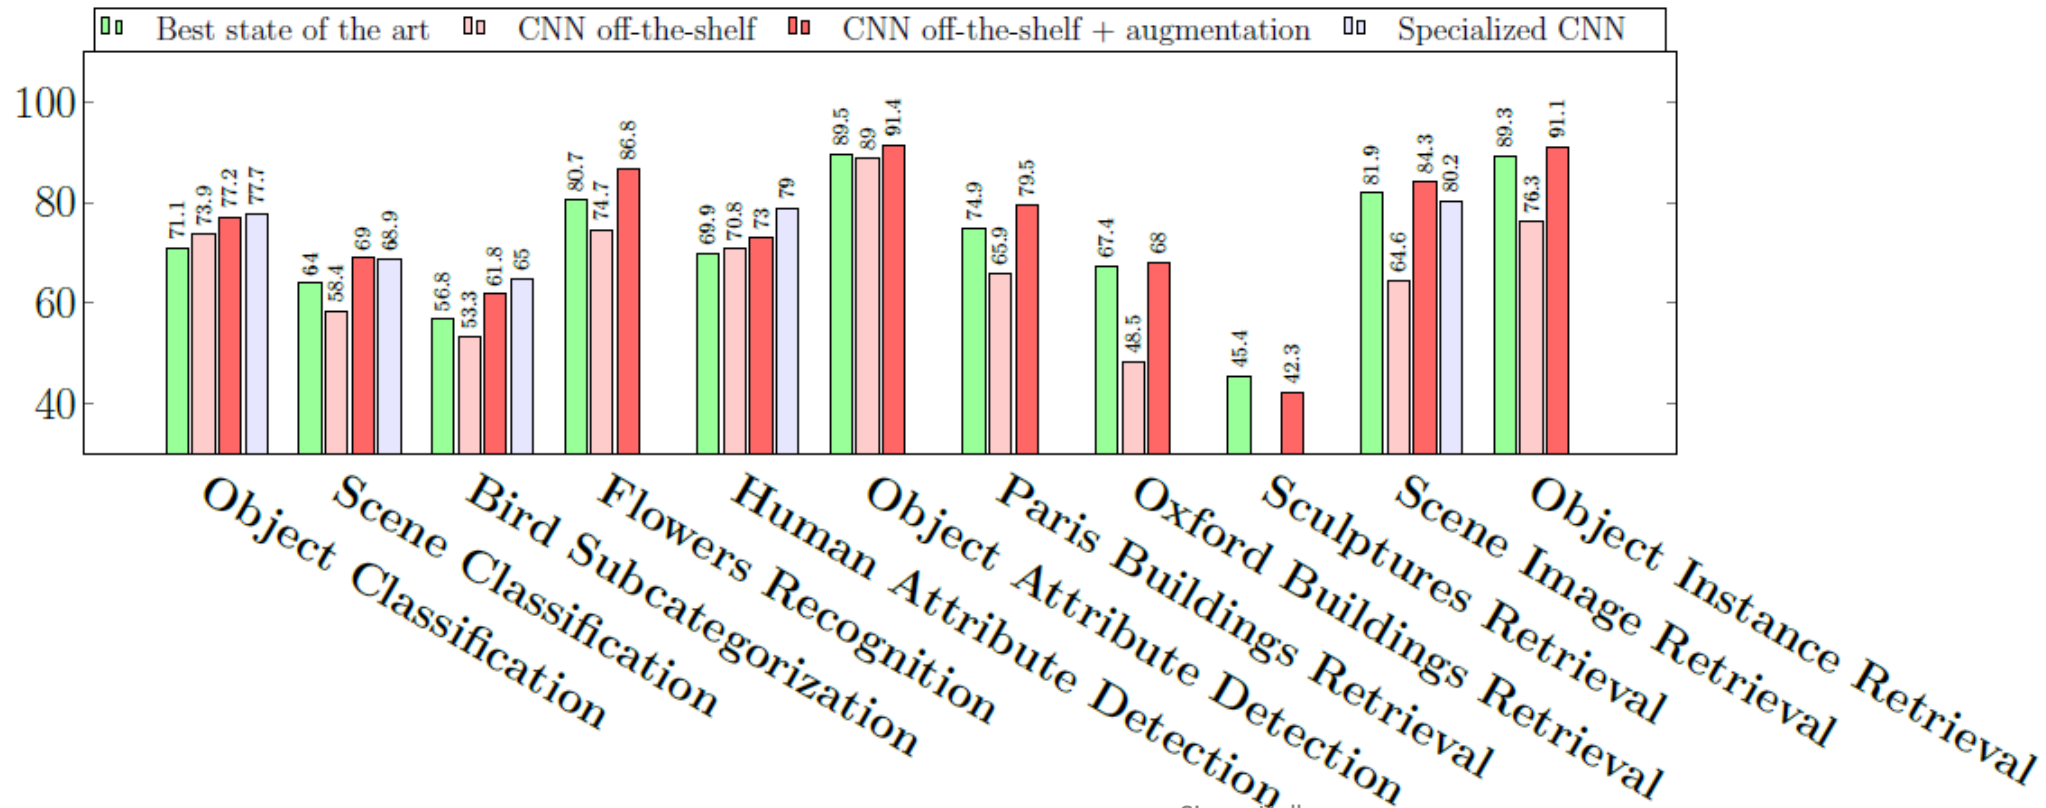 Best state of the art CNN off-the-shelf CNN off-the-shelf + augmentation Specialized CNN
100
80
60
40
71.1 73.9 77.2 77.7
64 58.4 69 68.9
56.8 53.3 61.8 65
80.7 74.7 86.8
69.9 70.8 73 79
89.5 89 91.4
74.9 65.9 79.5
67.4 48.5 68
45.4 42.3
81.9 64.6 84.3 80.2
89.3 76.3 91.1
Object Classification
Scene Classification
Bird Subcategorization
Flowers Recognition
Human Attribute Detection
Object Attribute Detection
Paris Buildings Retrieval
Oxford Buildings Retrieval
Sculptures Retrieval
Scene Image Retrieval
Object Instance Retrieval